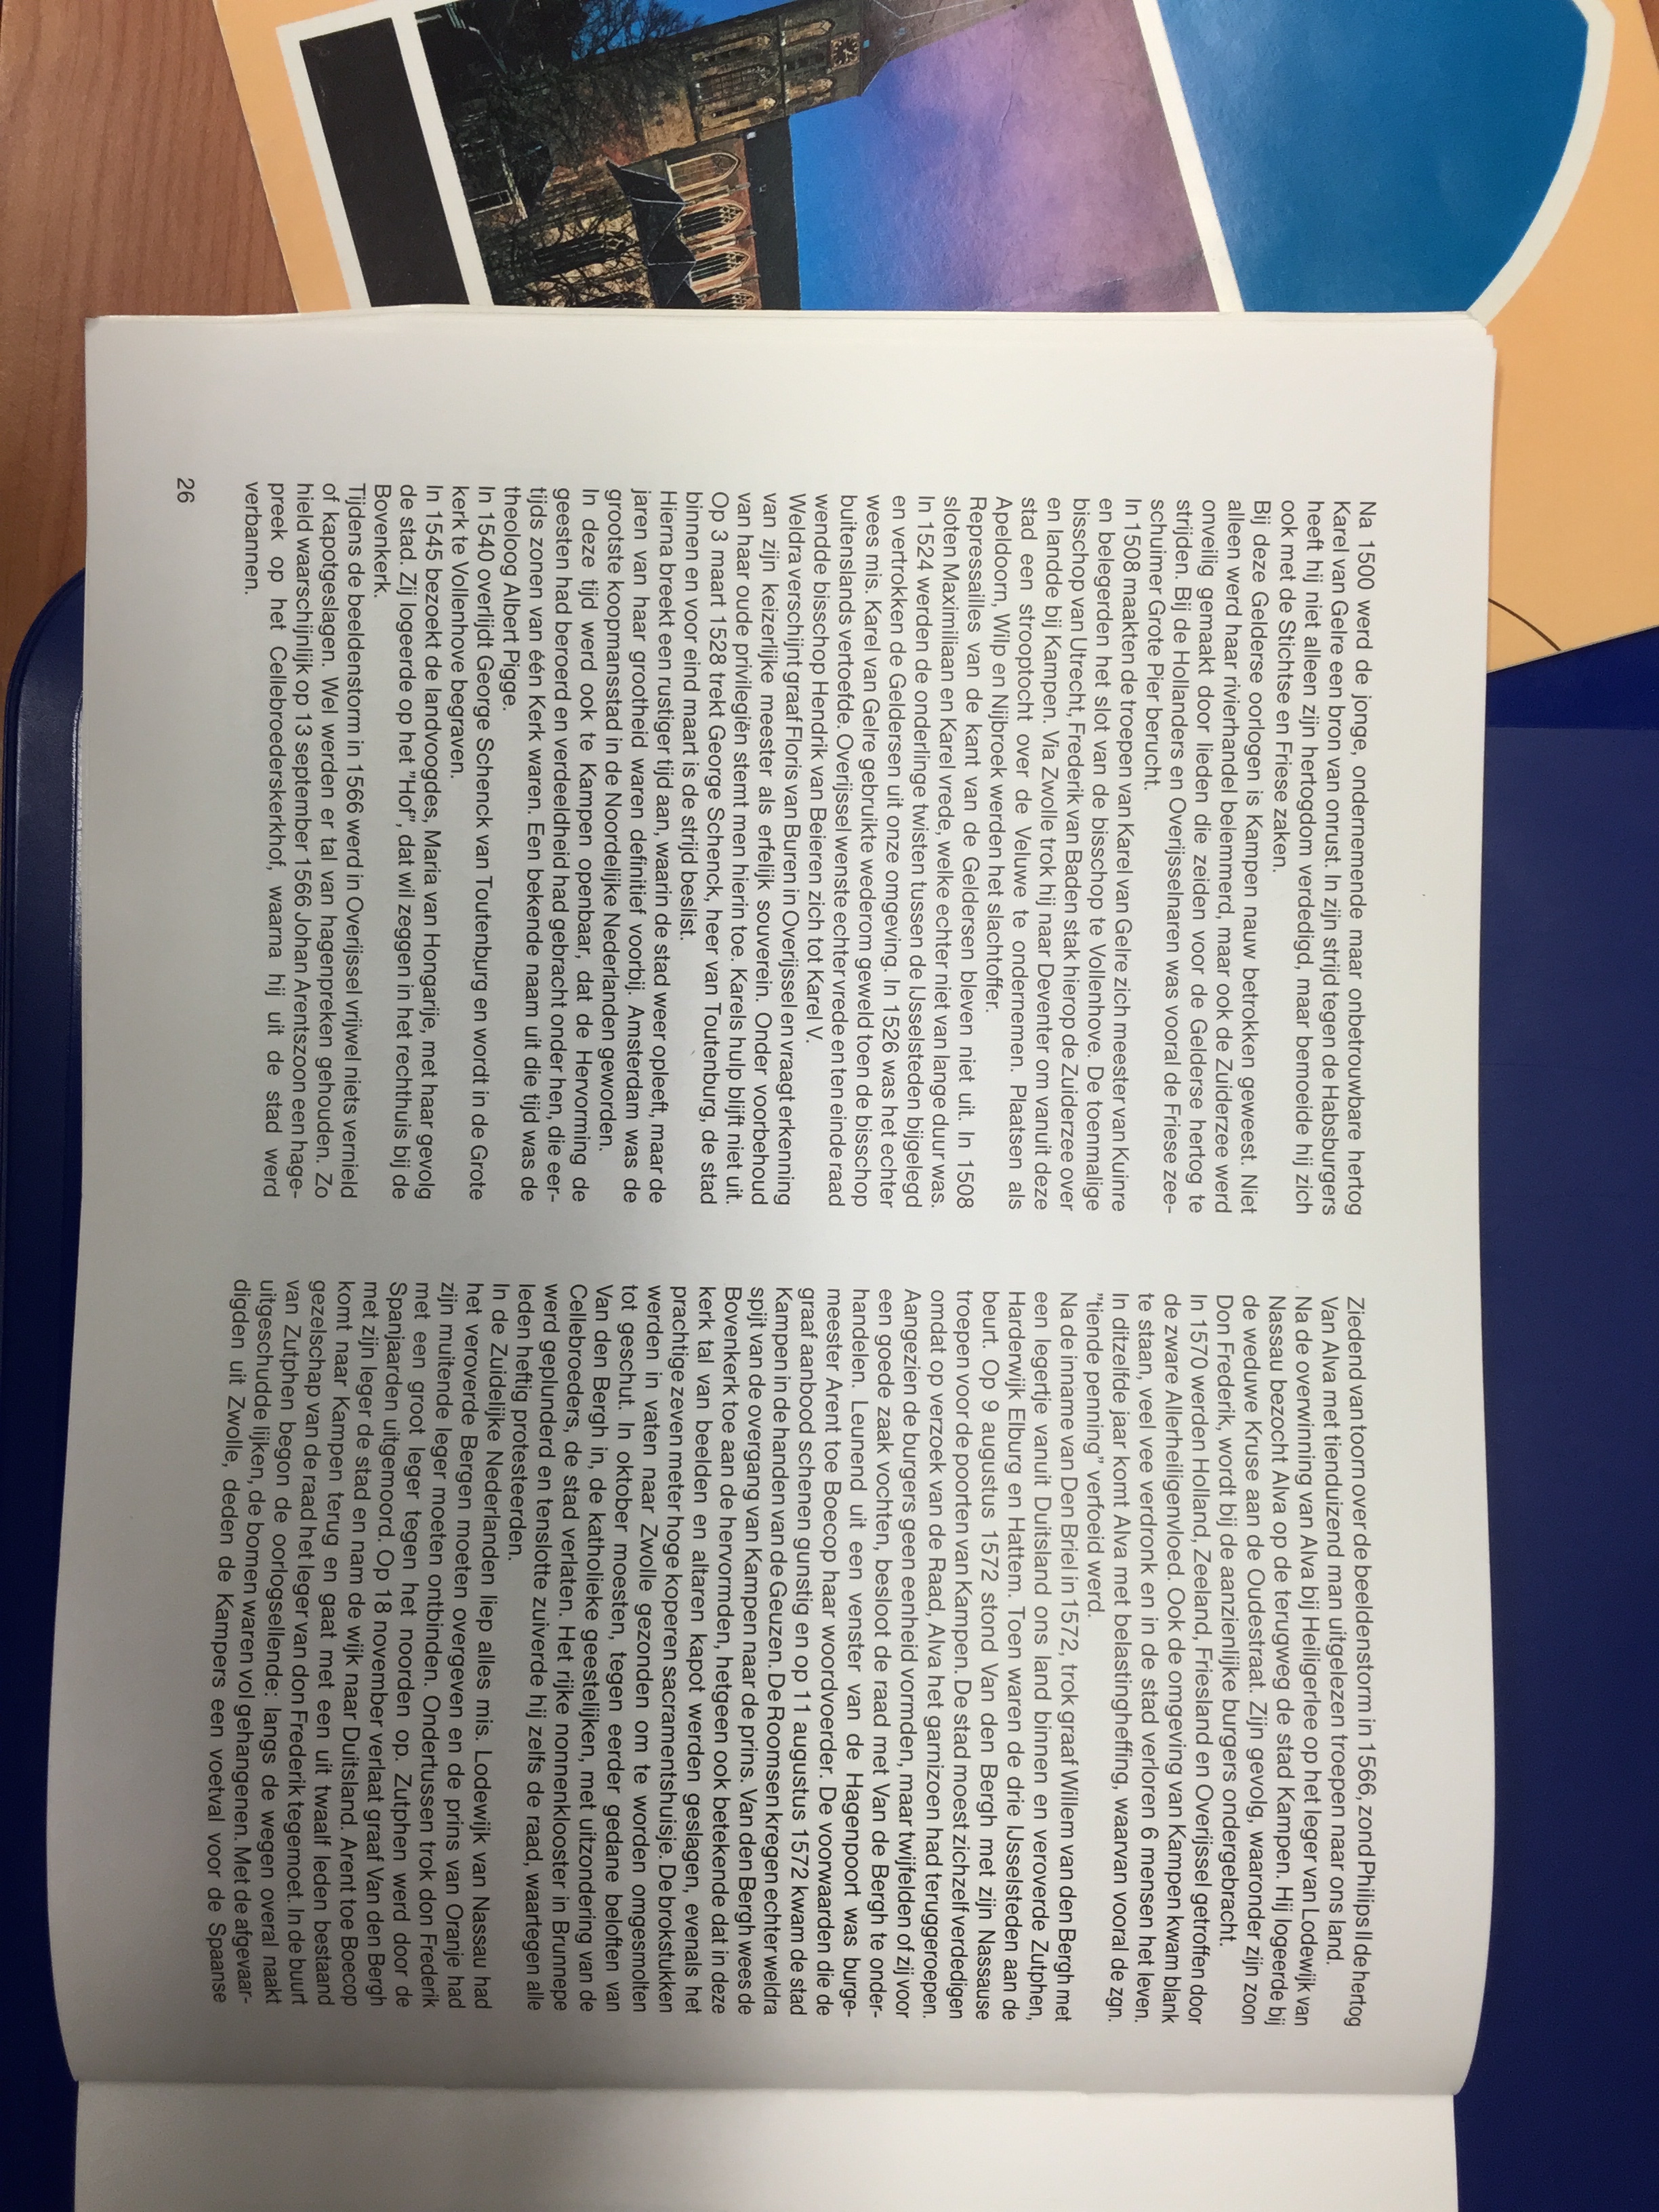 Na 1500 werd de jonge, ondernemende maar onbetrouwbare hertog
Karel van Gelre een bron van onrust. In zijn strijd tegen de Habsburgers
heeft hij niet alleen zijn hertogdom verdedigd, maar bemoeide hij zich
ook met de Stichtse en Friese zaken.
Bij deze Gelderse oorlogen is Kampen nauw betrokken geweest. Niet
alleen werd haar rivierhandel belemmerd, maar ook de Zuiderzee werd
onveilig gemaakt door lieden die zeiden voor de Gelderse hertog te
strijden. Bij de Hollanders en Overijsselnaren was vooral de Friese zee-
schuimer Grote Pier berucht.
In 1508 maakten de troepen van Karel van Gelre zich meester van Kuinre
en belegerden het slot van de bisschop te Vollenhove. De toenmalige
bisschop van Utrecht, Frederik van Baden stak hierop de Zuiderzee over
en landde bij Kampen. Via Zwolle trok hij naar Deventer om vanuit deze
stad een strooptocht over de Veluwe te ondernemen. Plaatsen als
Apeldoorn, Wilp en Nijbroek werden het slachtoffer.
Repressailles van de kant van de Geldersen bleven niet uit. In 1508
sloten Maximiliaan en Karel vrede, welke echter niet van lange duur was.
In 1524 werden de onderlinge twisten tussen de IJsselsteden bijgelegd
en vertrokken de Geldersen uit onze omgeving. In 1526 was het echter
wees mis. Karel van Gelre gebruikte wederom geweld toen de bisschop
buitenslands vertoefde. Overijssel wenste echter vrede en ten einde raad
wendde bisschop Hendrik van Beieren zich tot Karel V.
Weldra verschijnt graaf Floris van Buren in Overijssel en vraagt erkenning
van zijn keizerlijke meester als erfelijk souverein. Onder voorbehoud
van haar oude privilegiën stemt men hierin toe. Karels hulp blijft niet uit.
Op 3 maart 1528 trekt George Schenck, heer van Toutenburg, de stad
binnen en voor eind maart is de strijd beslist.
Hierna breekt een rustiger tijd aan, waarin de stad weer opleeft, maar de
jaren van haar grootheid waren definitief voorbij. Amsterdam was de
grootste koopmansstad in de Noordelijke Nederlanden geworden.
In deze tijd werd ook te Kampen openbaar, dat de Hervorming de
geesten had beroerd en verdeeldheid had gebracht onder hen, die eer-
tijds zonen van één Kerk waren. Een bekende naam uit die tijd was de
theoloog Albert Pigge.
In 1540 overlijdt George Schenck van Toutenburg en wordt in de Grote
kerk te Vollenhove begraven.
In 1545 bezoekt de landvoogdes, Maria van Hongarije, met haar gevolg
de stad. Zij logeerde op het "Hof", dat wil zeggen in het rechthuis bij de
Bovenkerk.
Tijdens de beeldenstorm in 1566 werd in Overijssel vrijwel niets vernield
of kapotgeslagen. Wel werden er tal van hagenpreken gehouden. Zo
hield waarschijnlijk op 13 september 1566 Johan Arentszoon een hage-
preek op het Cellebroederskerkhof, waarna hij uit de stad werd
verbannen.
26
Ziedend van toorn over de beeldenstorm in 1566, zond Philips II de hertog
Van Alva met tienduizend man uitgelezen troepen naar ons land.
Na de overwinning van Alva bij Heiligerlee op het leger van Lodewijk van
Nassau bezocht Alva op de terugweg de stad Kampen. Hij logeerde bij
de weduwe Kruse aan de Oudestraat. Zijn gevolg, waaronder zijn zoon
Don Frederik, wordt bij de aanzienlijke burgers ondergebracht.
In 1570 werden Holland, Zeeland, Friesland en Overijssel getroffen door
de zware Allerheiligenvloed. Ook de omgeving van Kampen kwam blank
te staan, veel vee verdronk en in de stad verloren 6 mensen het leven.
In ditzelfde jaar komt Alva met belastingheffing, waarvan vooral de zgn.
"tiende penning" verfoeid werd.
Na de inname van Den Briel in 1572, trok graaf Willem van den Bergh met
een legertje vanuit Duitsland ons land binnen en veroverde Zutphen,
Harderwijk Elburg en Hattem. Toen waren de drie IJsselsteden aan de
beurt. Op 9 augustus 1572 stond Van den Bergh met zijn Nassause
troepen voor de poorten van Kampen. De stad moest zichzelf verdedigen
omdat op verzoek van de Raad, Alva het garnizoen had teruggeroepen.
Aangezien de burgers geen eenheid vormden, maar twijfelden of zij voor
een goede zaak vochten, besloot de raad met Van de Bergh te onder-
handelen. Leunend uit een venster van de Hagenpoort was burge-
meester Arent toe Boecop haar woordvoerder. De voorwaarden die de
graaf aanbood schenen gunstig en op 11 augustus 1572 kwam de stad
Kampen in de handen van de Geuzen. De Roomsen kregen echter weldra
spijt van de overgang van Kampen naar de prins. Van den Bergh wees de
Bovenkerk toe aan de hervormden, hetgeen ook betekende dat in deze
kerk tal van beelden en altaren kapot werden geslagen, evenals het
prachtige zeven meter hoge koperen sacramentshuisje. De brokstukken
werden in vaten naar Zwolle gezonden om te worden omgesmolten
tot geschut. In oktober moesten, tegen eerder gedane beloften van
Van den Bergh in, de katholieke geestelijken, met uitzondering van de
Cellebroeders, de stad verlaten. Het rijke nonnenklooster in Brunnepe
werd geplunderd en tenslotte zuiverde hij zelfs de raad, waartegen alle
leden heftig protesteerden.
In de Zuidelijke Nederlanden liep alles mis. Lodewijk van Nassau had
het veroverde Bergen moeten overgeven en de prins van Oranje had
zijn muitende leger moeten ontbinden. Ondertussen trok don Frederik
met een groot leger tegen het noorden op. Zutphen werd door de
Spanjaarden uitgemoord. Op 18 november verlaat graaf Van den Bergh
met zijn leger de stad en nam de wijk naar Duitsland. Arent toe Boecop
komt naar Kampen terug en gaat met een uit twaalf leden bestaand
gezelschap van de raad het leger van don Frederik tegemoet. In de buurt
van Zutphen begon de oorlogsellende: langs de wegen overal naakt
uitgeschudde lijken, de bomen waren vol gehangenen. Met de afgevaar-
digden uit Zwolle, deden de Kampers een voetval voor de Spaanse